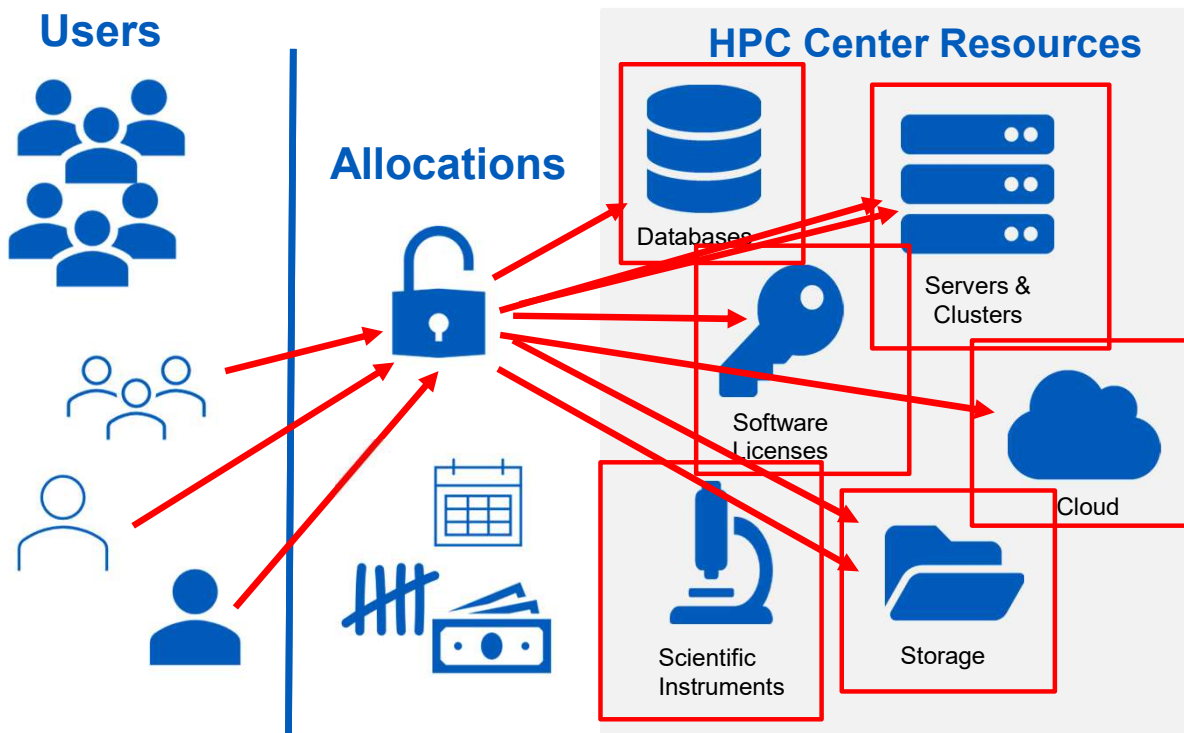 Users
Allocations
HPC Center Resources
Databases
Servers &
Clusters
Software
Licenses
Cloud
Scientific
Instruments
Storage